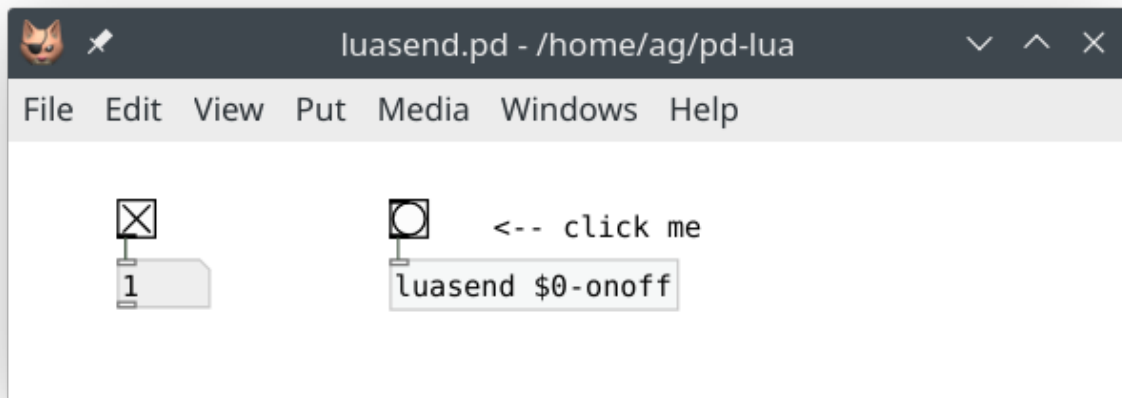 luasend.pd - /home/ag/pd-lua
File Edit View Put Media Windows Help
<-- click me
1
luasend $0-onoff